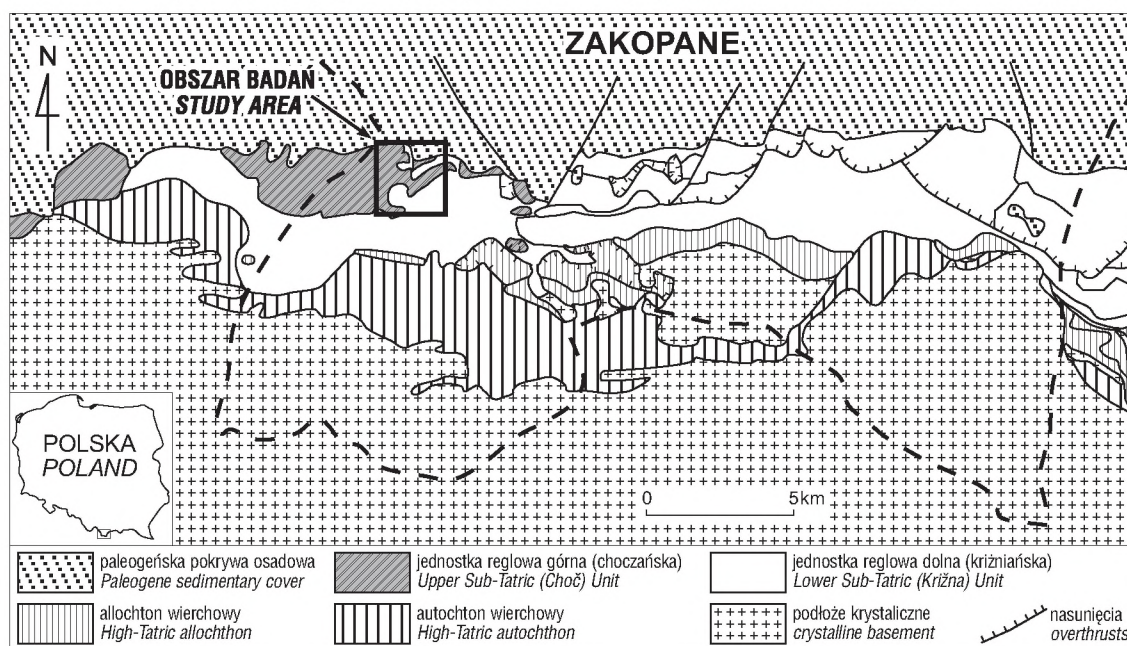 ZAKOPANE
N
OBSZAR BADAŃ
STUDY AREA
POLSKA
POLAND
0 5km
paleogeńska pokrywa osadowa
Paleogene sedimentary cover
jednostka reglowa górna (choczańska)
Upper Sub-Tatric (Choč) Unit
jednostka reglowa dolna (kriżniańska)
Lower Sub-Tatric (Križna) Unit
allochton wierchowy
High-Tatric allochthon
autochton wierchowy
High-Tatric autochthon
podłoże krystaliczne
crystalline basement
nasunięcia
overthrusts